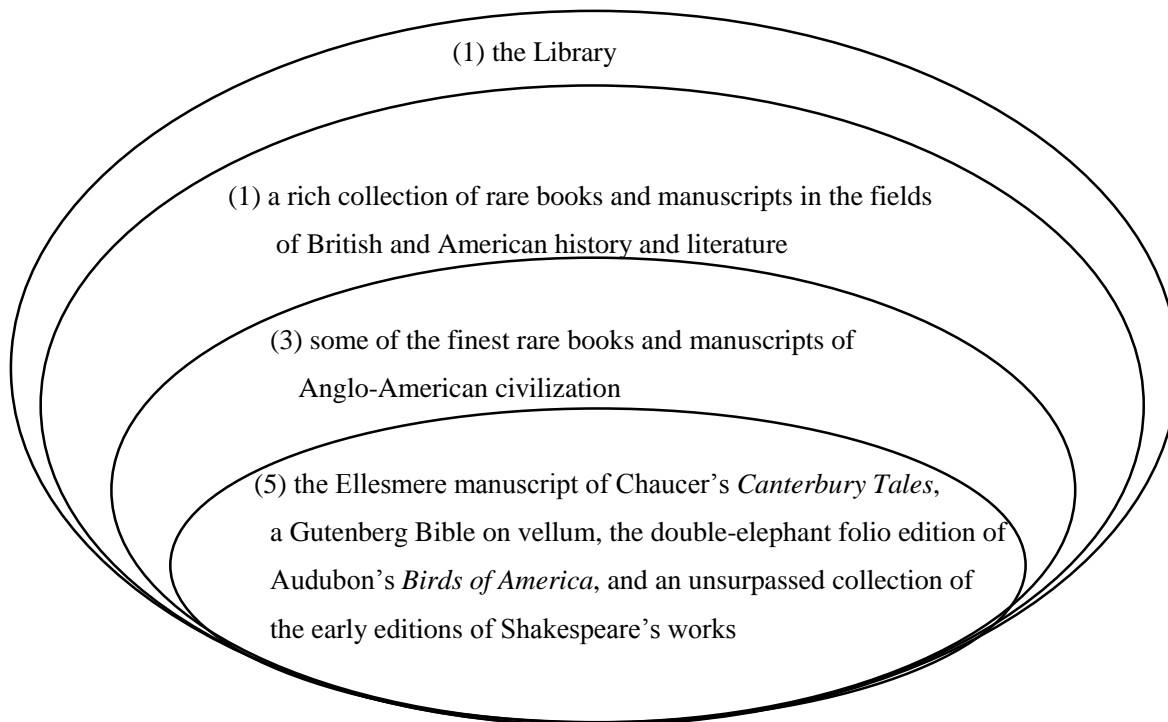 (1) the Library
(1) a rich collection of rare books and manuscripts in the fields
of British and American history and literature
(3) some of the finest rare books and manuscripts of
Anglo-American civilization
(5) the Ellesmere manuscript of Chaucer’s Canterbury Tales,
a Gutenberg Bible on vellum, the double-elephant folio edition of
Audubon’s Birds of America, and an unsurpassed collection of
the early editions of Shakespeare’s works